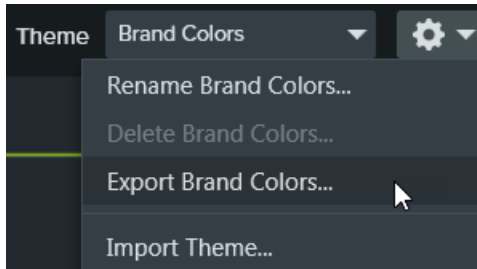 Theme Brand Colors
Rename Brand Colors...
Delete Brand Colors...
Export Brand Colors...
Import Theme...